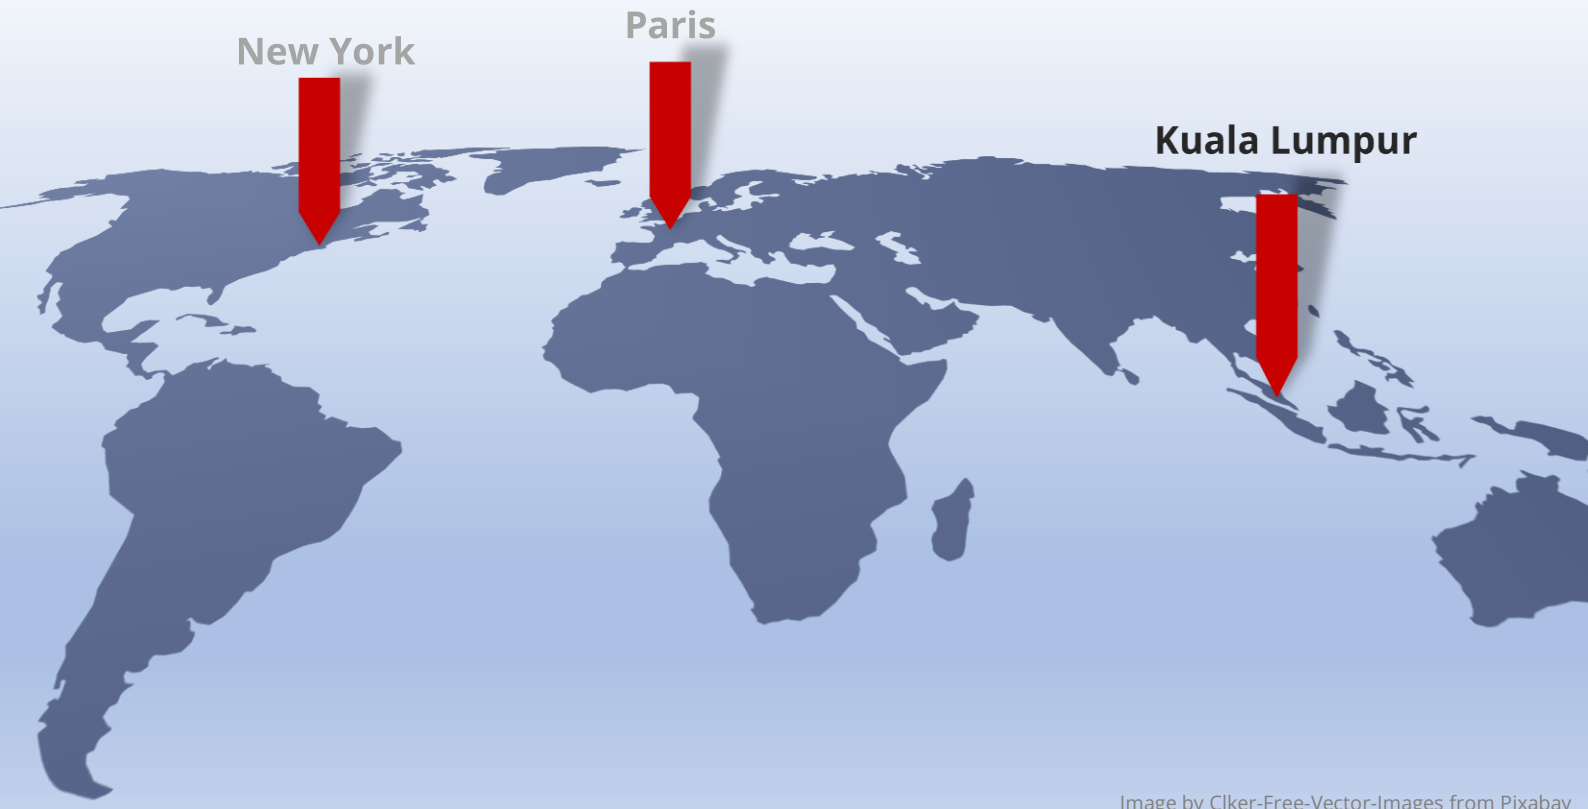 Paris
New York
Kuala Lumpur
Image by Clker-Free-Vector-Images from Pixabay